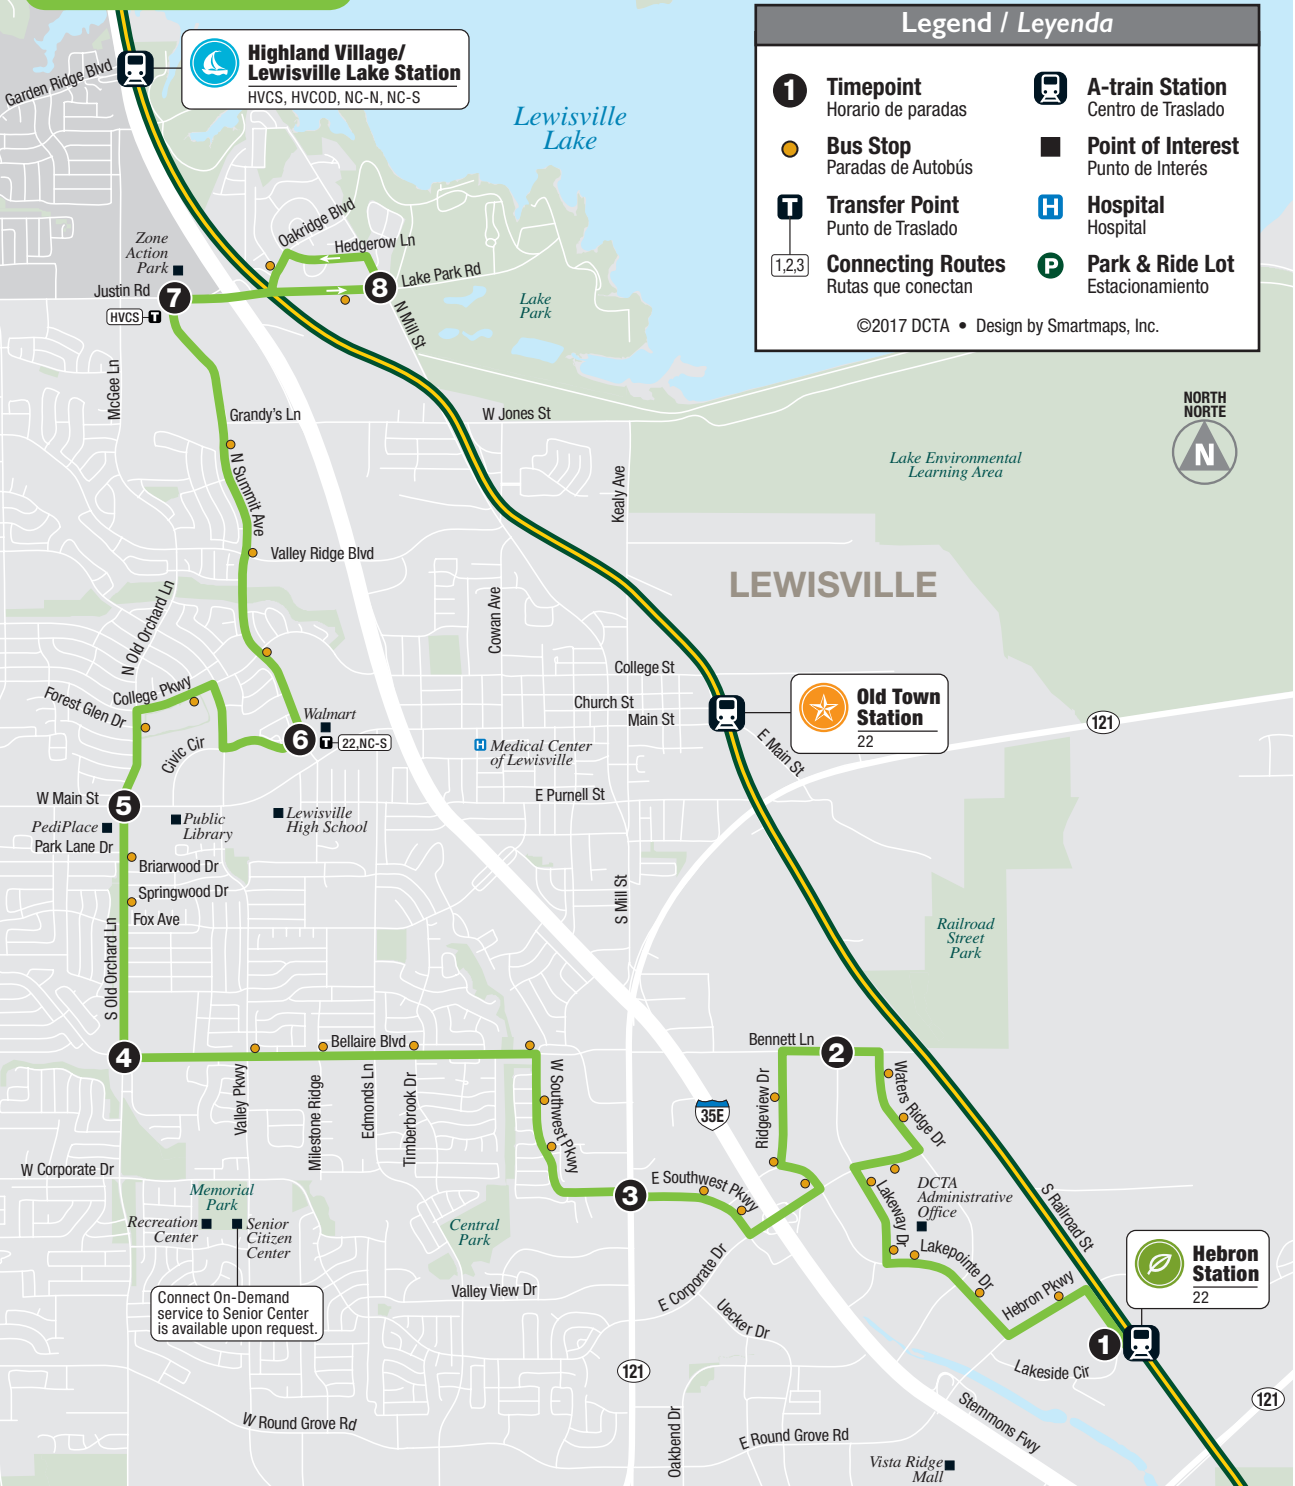 Garden Ridge Blvd
Highland Village/
Lewisville Lake Station
HVCS, HVCOD, NC-N, NC-S
Lewisville
Lake
Legend / Leyenda
1
Timepoint
Horario de paradas
Bus Stop
Paradas de Autobús
T
Transfer Point
Punto de Traslado
1,2,3
Connecting Routes
Rutas que conectan
A-train Station
Centro de Traslado
Point of Interest
Punto de Interés
H
Hospital
Hospital
P
Park & Ride Lot
Estacionamiento
©2017 DCTA • Design by Smartmaps, Inc.
NORTH
NORTE
N
Oakridge Blvd
Hedgerow Ln
Zone
Action
Park
Justin Rd
7
HVCS
T
8
Lake Park Rd
N Mill St
Lake
Park
McGee Ln
Grandy's Ln
W Jones St
Kealy Ave
Lake Environmental
Learning Area
N Summit Ave
Valley Ridge Blvd
LEWISVILLE
N Old Orchard Ln
Cowan Ave
College St
Church St
Main St
Old Town
Station
22
121
E Main St
College Pkwy
Forest Glen Dr
Civic Cir
Walmart
6
T
22,NC-S
H
Medical Center
of Lewisville
E Purnell St
W Main St
5
PediPlace
Park Lane Dr
Public
Library
Lewisville
High School
Briarwood Dr
Springwood Dr
Fox Ave
S Old Orchard Ln
S Mill St
Railroad
Street
Park
4
Bellaire Blvd
Valley Pkwy
Milestone Ridge
Edmonds Ln
Timberbrook Dr
W Southwest Pkwy
Bennett Ln
2
Ridgeview Dr
Waters Ridge Dr
35E
W Corporate Dr
3
E Southwest Pkwy
Lakeway Dr
DCTA
Administrative
Office
S Railroad St
Memorial
Park
Recreation
Center
Senior
Citizen
Center
Central
Park
Lakepointe Dr
Hebron Pkwy
Hebron
Station
22
1
E Corporate Dr
Valley View Dr
Connect On-Demand
service to Senior Center
is available upon request.
Uecker Dr
Lakeside Cir
121
121
Stemmons Fwy
W Round Grove Rd
Oakbend Dr
E Round Grove Rd
Vista Ridge
Mall